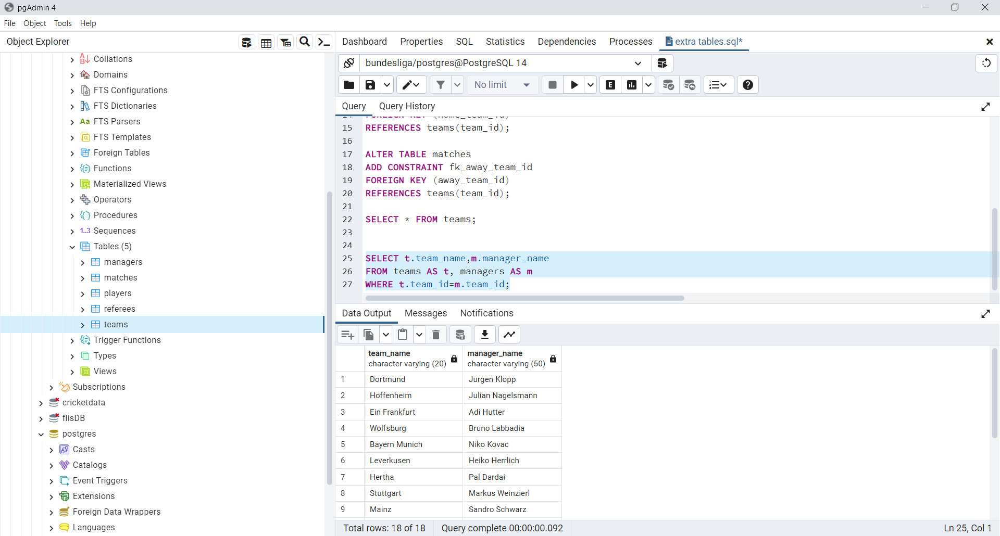 pgAdmin 4
File Object Tools Help
Object Explorer
Collations
Domains
FTS Configurations
FTS Dictionaries
Aa FTS Parsers
FTS Templates
Foreign Tables
Functions
Materialized Views
Operators
Procedures
1..3 Sequences
Tables (5)
managers
matches
players
referees
teams
Trigger Functions
Types
Views
Subscriptions
cricketdata
flisDB
postgres
Casts
Catalogs
Event Triggers
Extensions
Foreign Data Wrappers
Languages
Dashboard Properties SQL Statistics Dependencies Processes extra tables.sql*
bundesliga/postgres@PostgreSQL 14
No limit
E
Query Query History
14 FOREIGN KEY (home_team_id)
15 REFERENCES teams(team_id);
16
17 ALTER TABLE matches
18 ADD CONSTRAINT fk_away_team_id
19 FOREIGN KEY (away_team_id)
20 REFERENCES teams(team_id);
21
22 SELECT * FROM teams;
23
24
25 SELECT t.team_name,m.manager_name
26 FROM teams AS t, managers AS m
27 WHERE t.team_id=m.team_id;
Data Output Messages Notifications
team_name manager_name
character varying (20) character varying (50)
1 Dortmund Jurgen Klopp
2 Hoffenheim Julian Nagelsmann
3 Ein Frankfurt Adi Hutter
4 Wolfsburg Bruno Labbadia
5 Bayern Munich Niko Kovac
6 Leverkusen Heiko Herrlich
7 Hertha Pal Dardai
8 Stuttgart Markus Weinzierl
9 Mainz Sandro Schwarz
Total rows: 18 of 18 Query complete 00:00:00.092 Ln 25, Col 1